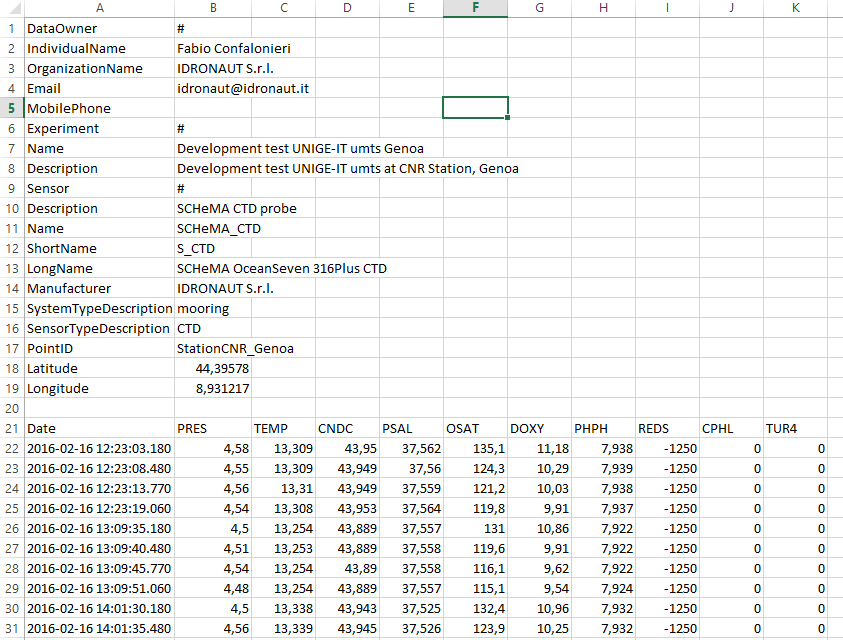 A B C D E F G H I J K
1 DataOwner #
2 IndividualName Fabio Confalonieri
3 OrganizationName IDRONAUT S.r.l.
4 Email idronaut@idronaut.it
5 MobilePhone
6 Experiment #
7 Name Development test UNIGE-IT umts Genoa
8 Description Development test UNIGE-IT umts at CNR Station, Genoa
9 Sensor #
10 Description SCHeMA CTD probe
11 Name SCHeMA_CTD
12 ShortName S_CTD
13 LongName SCHeMA OceanSeven 316Plus CTD
14 Manufacturer IDRONAUT S.r.l.
15 SystemTypeDescription mooring
16 SensorTypeDescription CTD
17 PointID StationCNR_Genoa
18 Latitude 44,39578
19 Longitude 8,931217
20
21 Date PRES TEMP CNDC PSAL OSAT DOXY PHPH REDS CPHL TUR4
22 2016-02-16 12:23:03.180 4,58 13,309 43,95 37,562 135,1 11,18 7,938 -1250 0 0
23 2016-02-16 12:23:08.480 4,55 13,309 43,949 37,56 124,3 10,29 7,939 -1250 0 0
24 2016-02-16 12:23:13.770 4,56 13,31 43,949 37,559 121,2 10,03 7,938 -1250 0 0
25 2016-02-16 12:23:19.060 4,54 13,308 43,953 37,564 119,8 9,91 7,937 -1250 0 0
26 2016-02-16 13:09:35.180 4,5 13,254 43,889 37,557 131 10,86 7,922 -1250 0 0
27 2016-02-16 13:09:40.480 4,51 13,253 43,889 37,558 119,6 9,91 7,922 -1250 0 0
28 2016-02-16 13:09:45.770 4,54 13,254 43,89 37,558 116,1 9,62 7,922 -1250 0 0
29 2016-02-16 13:09:51.060 4,48 13,254 43,889 37,557 115,1 9,54 7,924 -1250 0 0
30 2016-02-16 14:01:30.180 4,5 13,338 43,943 37,525 132,4 10,96 7,932 -1250 0 0
31 2016-02-16 14:01:35.480 4,56 13,339 43,945 37,526 123,9 10,25 7,932 -1250 0 0